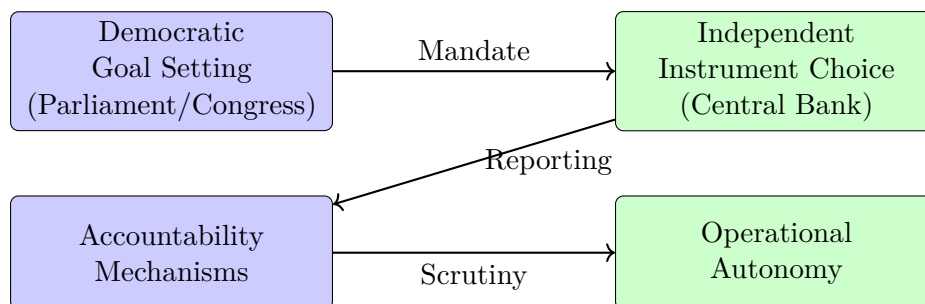 Democratic
Goal Setting
(Parliament/Congress)
Mandate
Independent
Instrument Choice
(Central Bank)
Reporting
Accountability
Mechanisms
Scrutiny
Operational
Autonomy